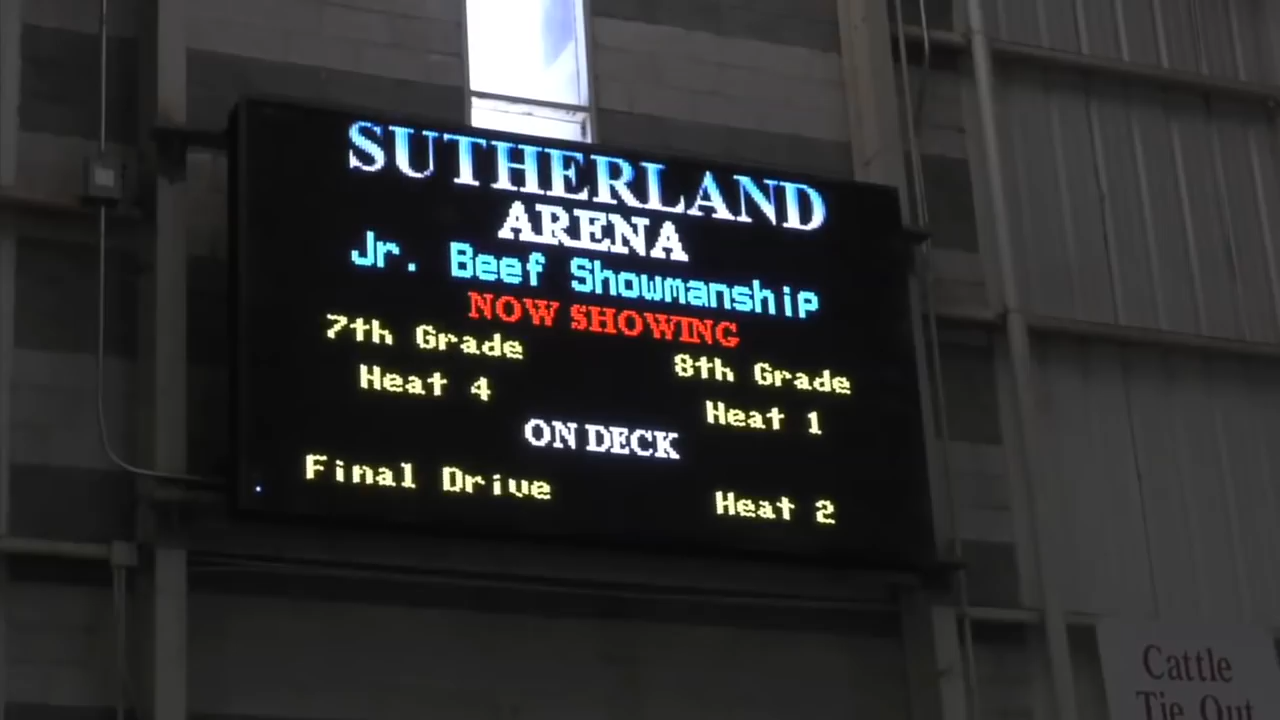 SUTHERLAND
ARENA
Jr. Beef Showmanship
NOW SHOWING
7th Grade 8th Grade
Heat 4 Heat 1
ON DECK
Final Drive Heat 2
Cattle
Tie Out